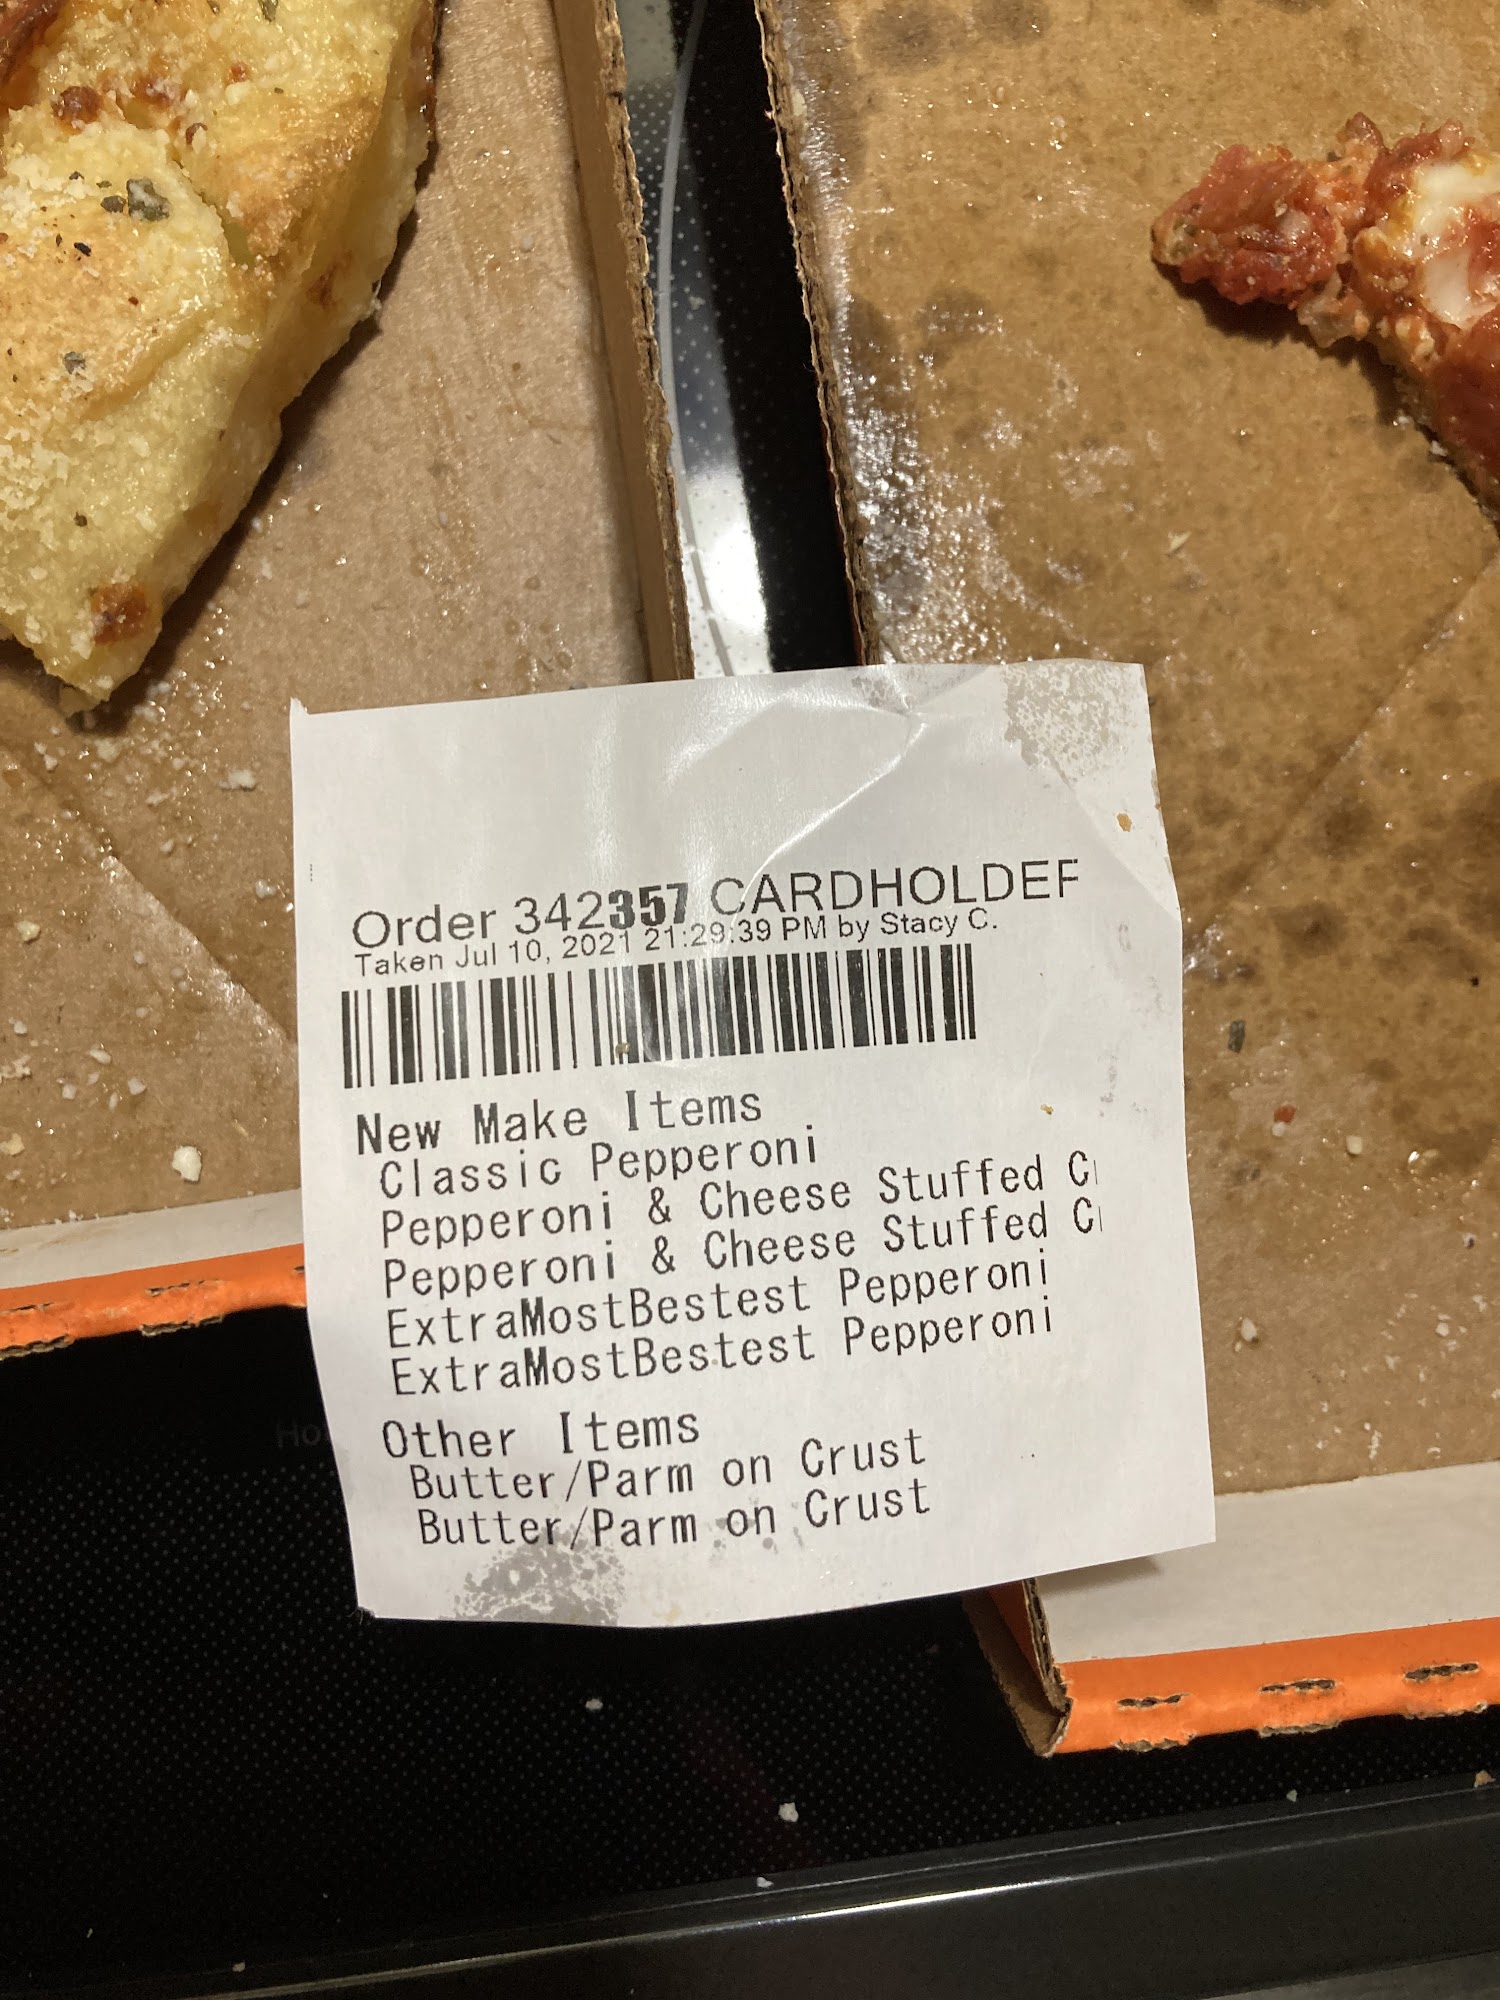 Order 342357 CARDHOLDER
Taken Jul 10, 2021 21:29:39 PM by Stacy C.
New Make Items
Classic Pepperoni
Pepperoni & Cheese Stuffed C
Pepperoni & Cheese Stuffed C
ExtraMostBestest Pepperoni
ExtraMostBestest Pepperoni
Other Items
Butter/Parm on Crust
Butter/Parm on Crust